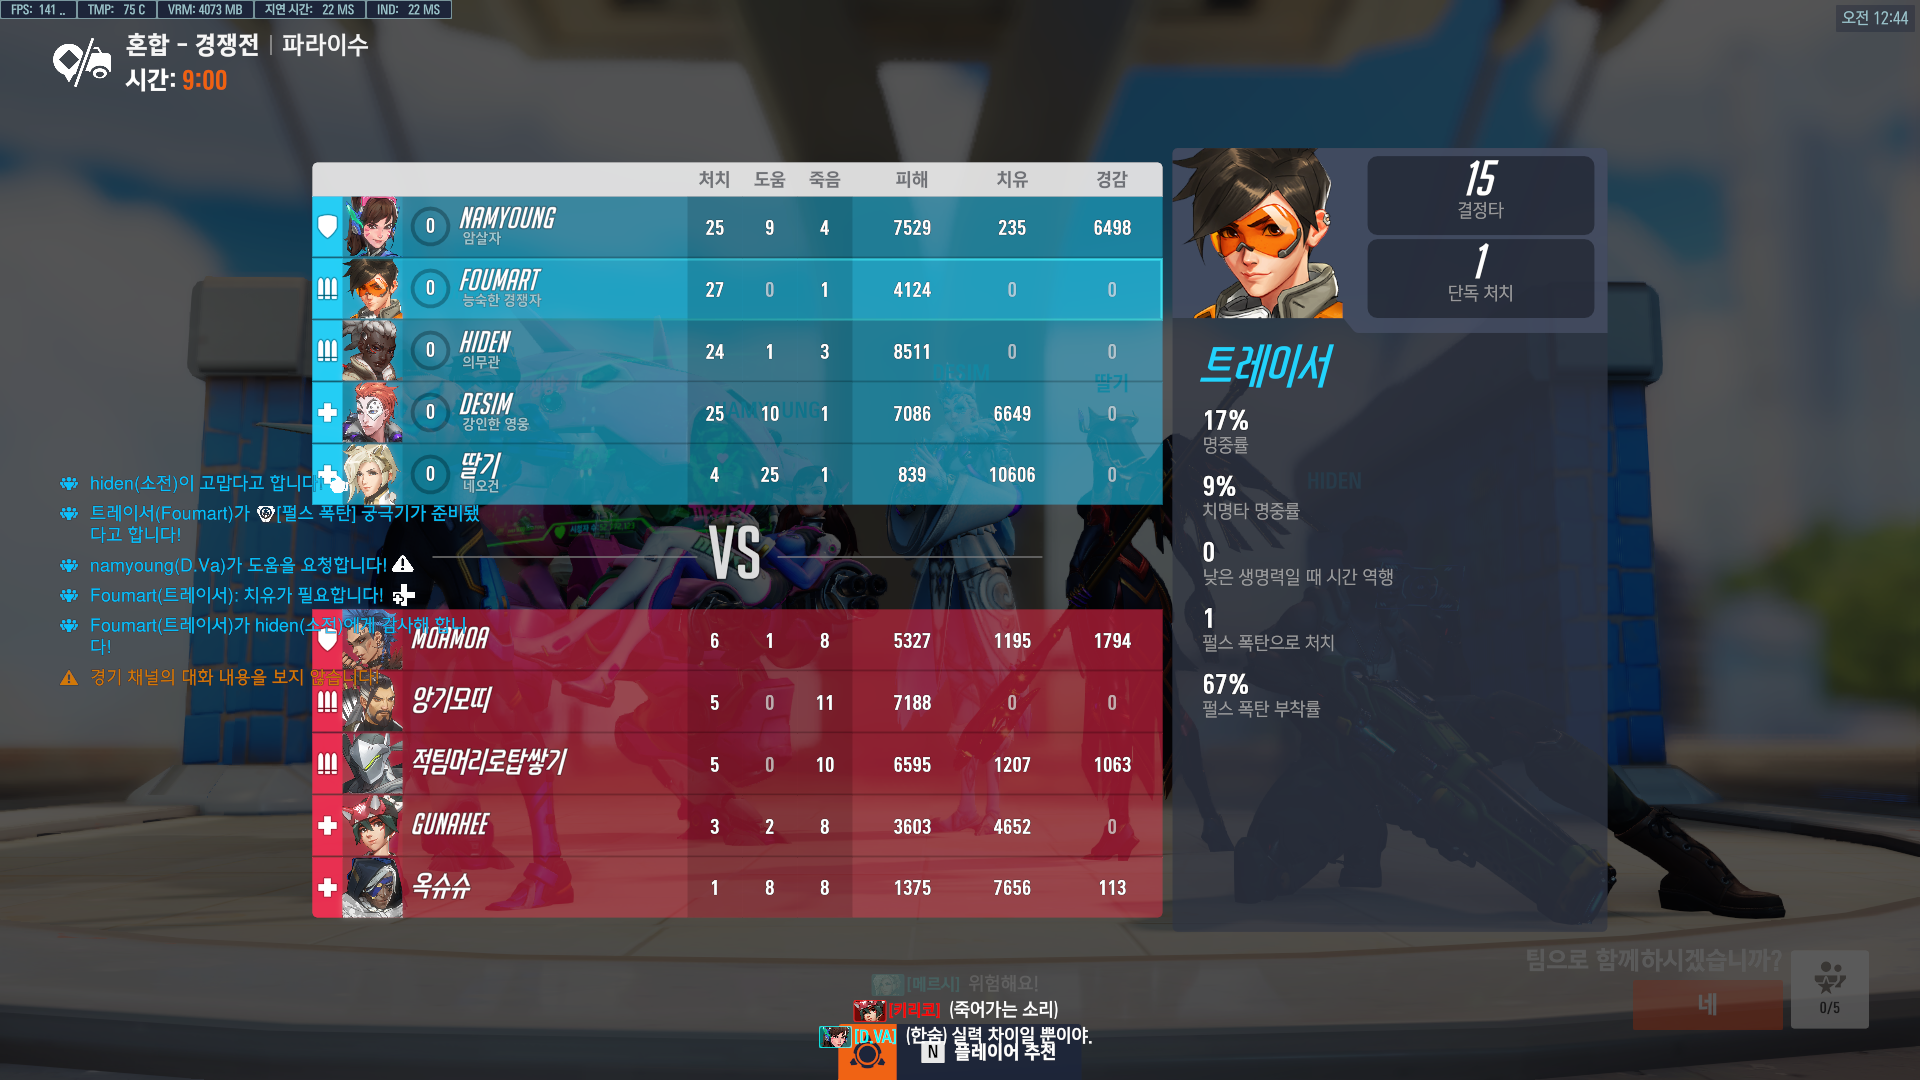 FPS: 141 ..
TMP: 75 C
VRM: 4073 MB
지연 시간: 22 MS
IND: 22 MS
오전 12:44
혼합 - 경쟁전 | 파라이수
시간: 9:00
처치 도움 죽음 피해 치유 경감
0 NAMYOUNG 25 9 4 7529 235 6498
암살자
0 FOUMART 27 0 1 4124 0 0
능숙한 경쟁자
0 HIDEN 24 1 3 8511 0 0
의무관
0 DESIM 25 10 1 7086 6649 0
강인한 영웅
0 딸기 4 25 1 839 10606 0
네오건
NAMYOUNG
딸기
HIDEN
VS
MOAMOA 6 1 8 5327 1195 1794
앙기모띠 5 0 11 7188 0 0
적팀머리로탑쌓기 5 0 10 6595 1207 1063
GUNAHEE 3 2 8 3603 4652 0
옥슈슈 1 8 8 1375 7656 113
hiden(소전)이 고맙다고 합니다!
트레이서(Foumart)가 [펄스 폭탄] 궁극기가 준비됐
다고 합니다!
namyoung(D.Va)가 도움을 요청합니다!
Foumart(트레이서): 치유가 필요합니다!
Foumart(트레이서)가 hiden(소전)에게 감사해 합니
다!
경기 채널의 대화 내용을 보지 않습니다.
15
결정타
1
단독 처치
트레이서
17%
명중률
9%
치명타 명중률
0
낮은 생명력일 때 시간 역행
1
펄스 폭탄으로 처치
67%
펄스 폭탄 부착률
[메르시] 위험해요!
[키리코] (죽어가는 소리)
[D.VA] (한숨) 실력 차이일 뿐이야.
N 플레이어 추천
팀으로 함께하시겠습니까?
네
0/5